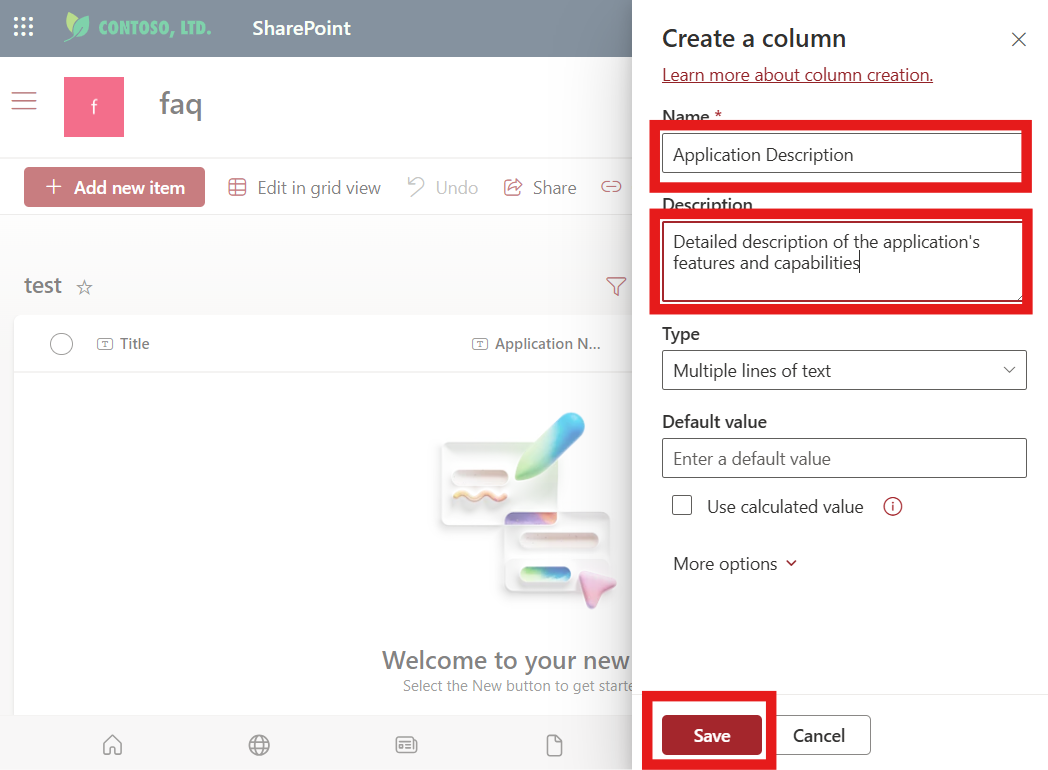 CONTOSO, LTD.
SharePoint
f
faq
Add new item
Edit in grid view
Undo
Share
test
Title
Application N...
Welcome to your new
Select the New button to get starte
Create a column
Learn more about column creation.
Name *
Application Description
Description
Detailed description of the application's
features and capabilities
Type
Multiple lines of text
Default value
Enter a default value
Use calculated value
More options
Save
Cancel